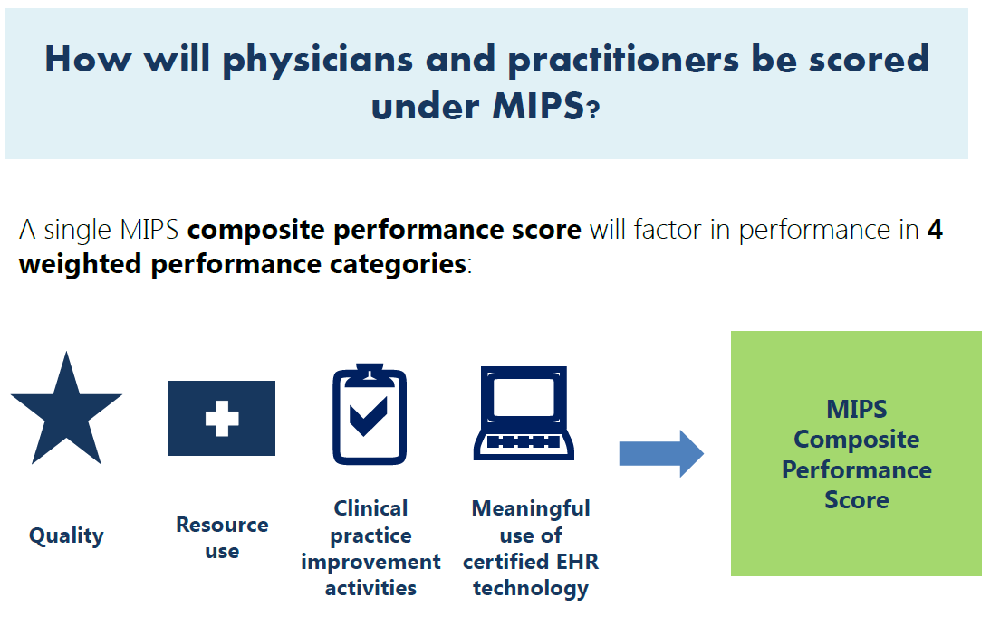 How will physicians and practitioners be scored
under MIPS?
A single MIPS composite performance score will factor in performance in 4
weighted performance categories:
Quality
Resource
use
Clinical
practice
improvement
activities
Meaningful
use of
certified EHR
technology
MIPS
Composite
Performance
Score